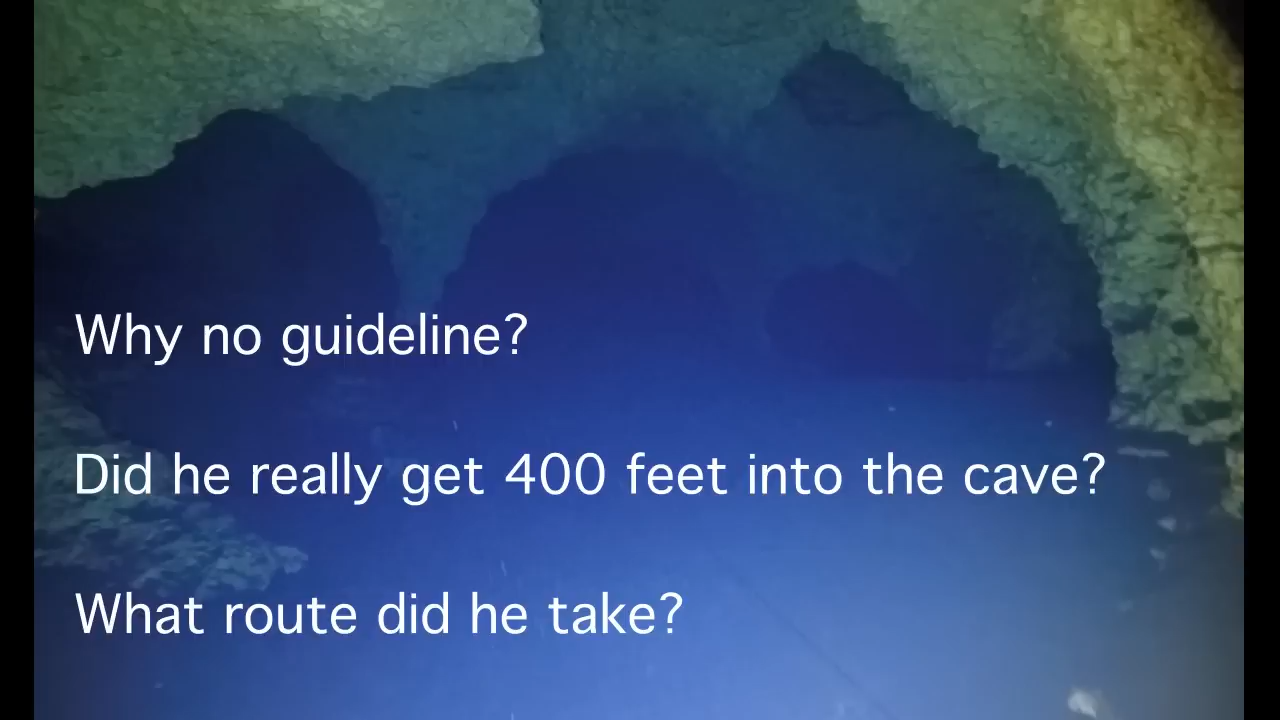 Why no guideline?
Did he really get 400 feet into the cave?
What route did he take?